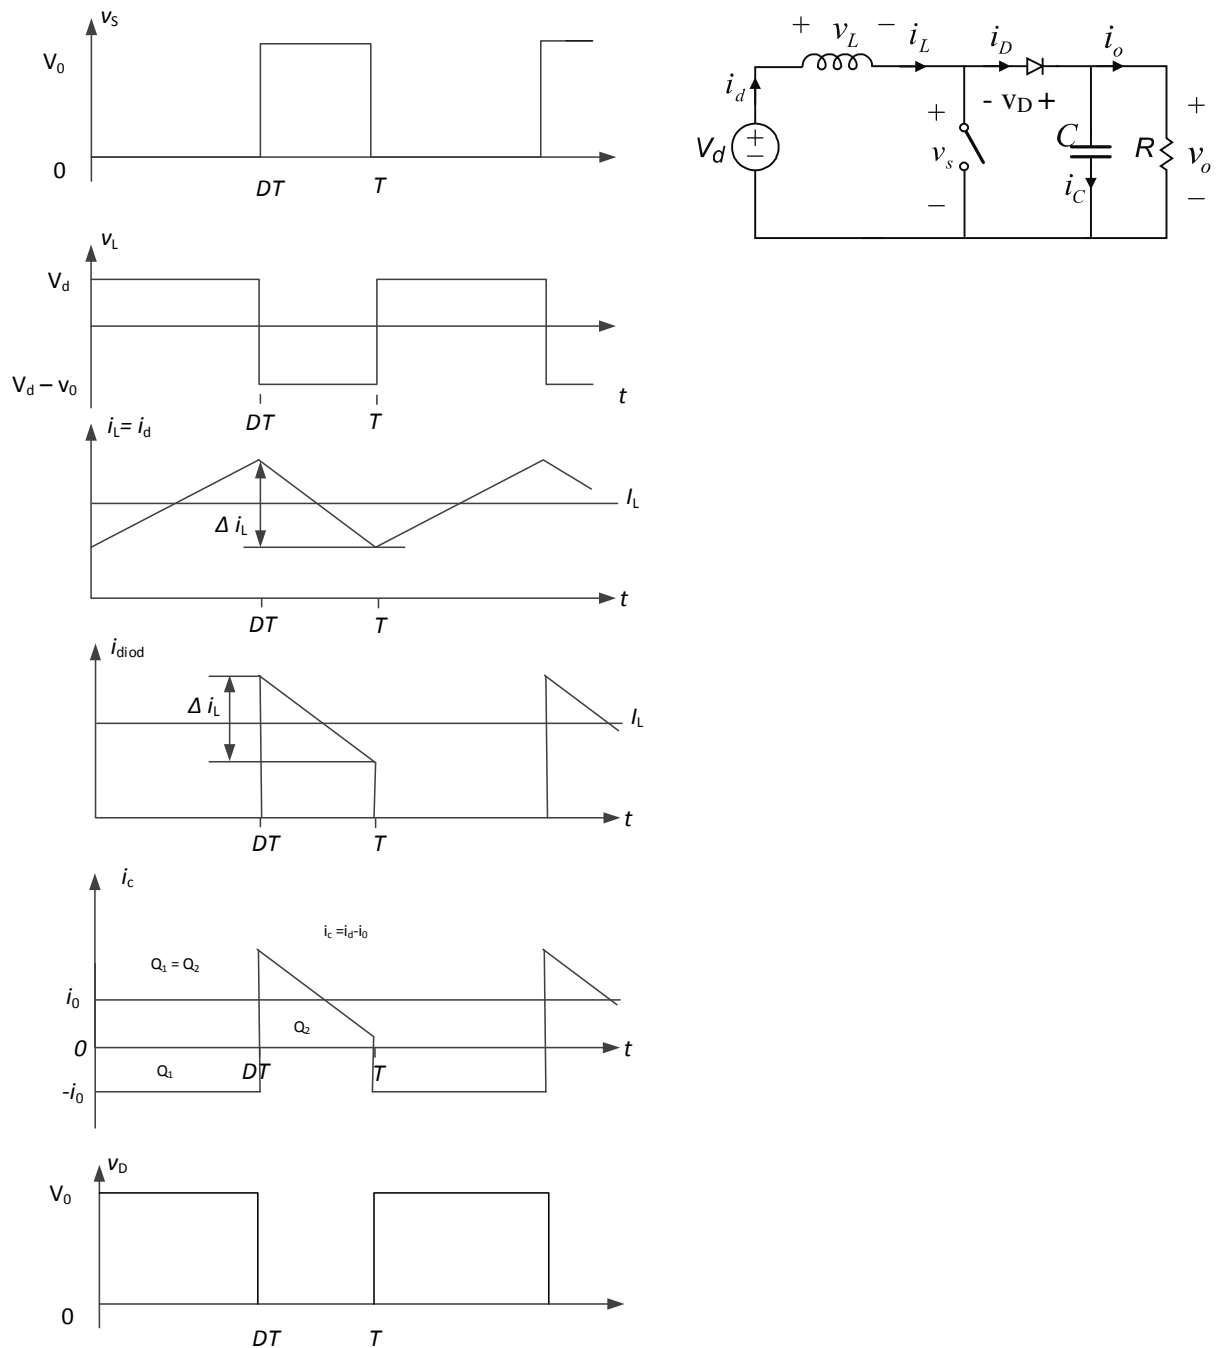 vS
V0
0
DT T
vL
Vd
Vd – v0
t
DT T
iL= id
IL
Δ iL
t
DT T
idiod
Δ iL
IL
t
DT T
ic
ic =id-i0
Q1 = Q2
i0
Q2
0
t
Q1
DT T
-i0
vD
V0
0
DT T
+ vL − iL iD io
id
- vD +
+ +
Vd + − vs C R vo
iC
− −